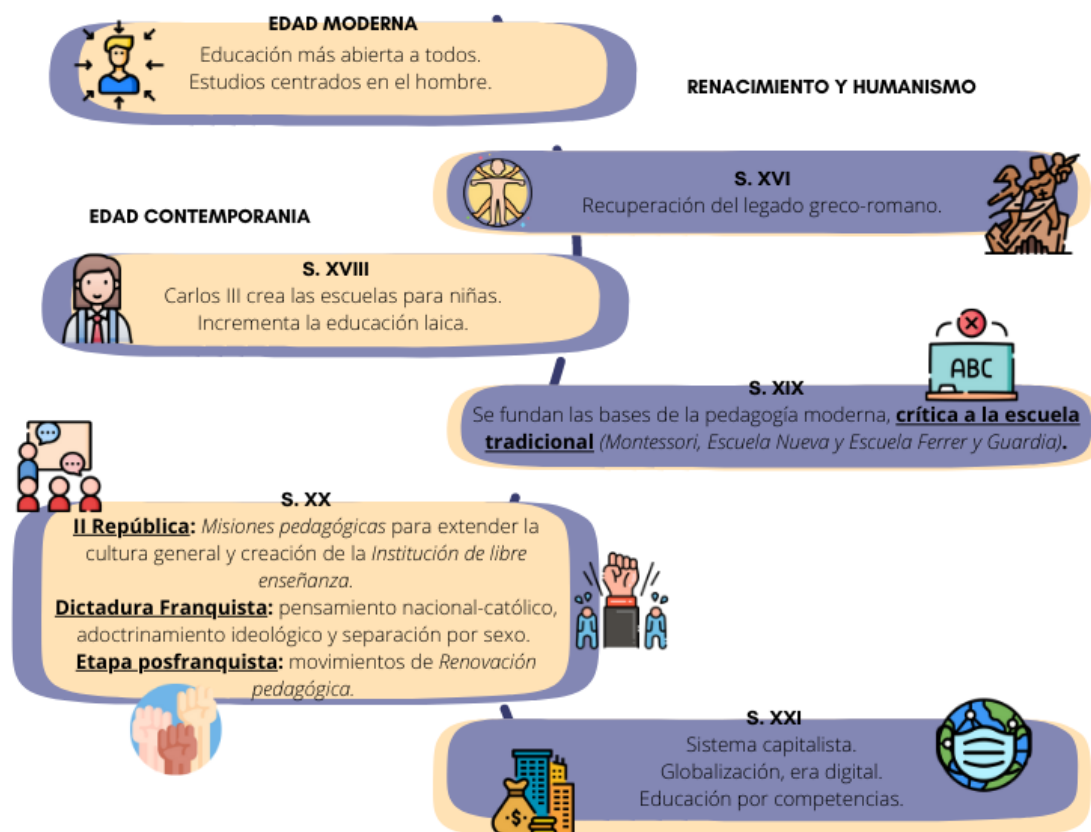 EDAD MODERNA
Educación más abierta a todos.
Estudios centrados en el hombre.
RENACIMIENTO Y HUMANISMO
S. XVI
Recuperación del legado greco-romano.
EDAD CONTEMPORANIA
S. XVIII
Carlos III crea las escuelas para niñas.
Incrementa la educación laica.
ABC
S. XIX
Se fundan las bases de la pedagogía moderna, crítica a la escuela
tradicional (Montessori, Escuela Nueva y Escuela Ferrer y Guardia).
S. XX
II República: Misiones pedagógicas para extender la
cultura general y creación de la Institución de libre
enseñanza.
Dictadura Franquista: pensamiento nacional-católico,
adoctrinamiento ideológico y separación por sexo.
Etapa posfranquista: movimientos de Renovación
pedagógica.
S. XXI
Sistema capitalista.
Globalización, era digital.
Educación por competencias.
$